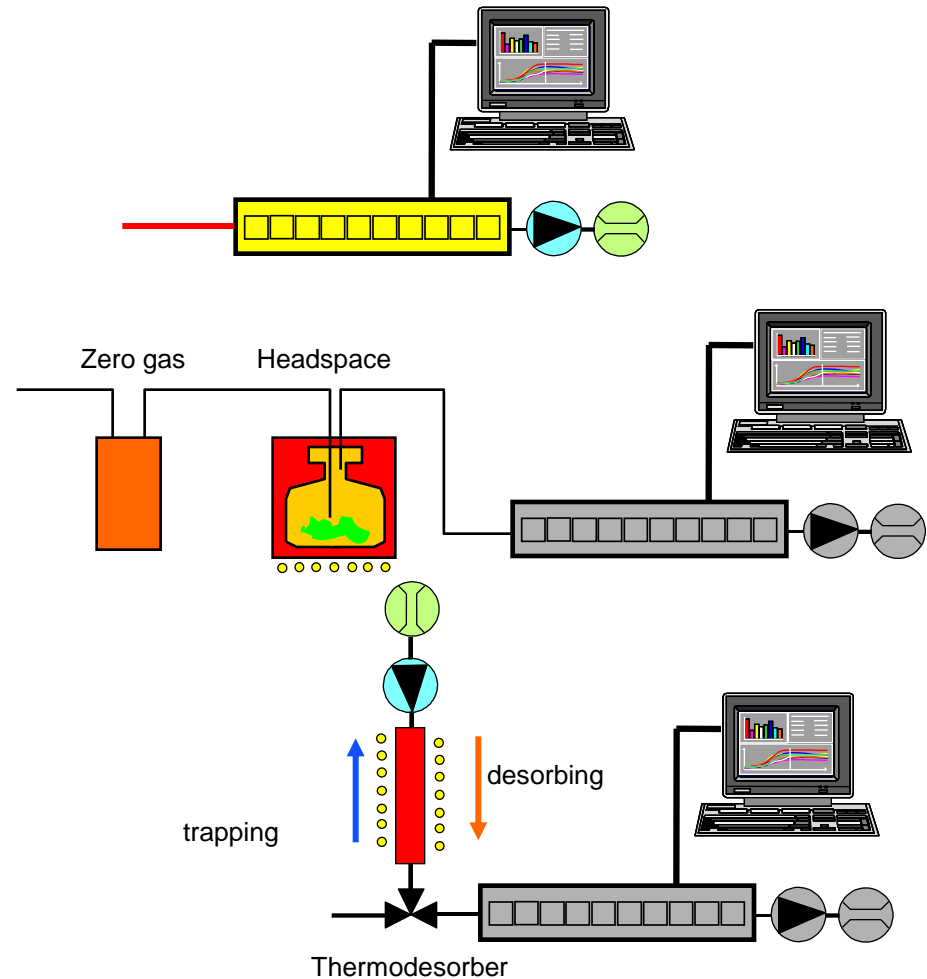 Zero gas
Headspace
desorbing
trapping
Thermodesorber